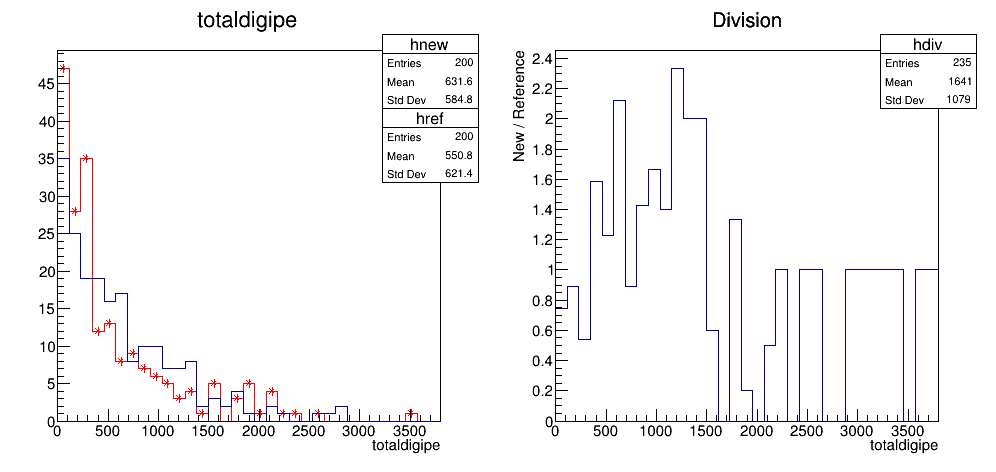 totaldigipe
hnew
Entries 200
Mean 631.6
Std Dev 584.8
href
Entries 200
Mean 550.8
Std Dev 621.4
45
40
35
30
25
20
15
10
5
0
0 500 1000 1500 2000 2500 3000 3500
totaldigipe
Division
hdiv
Entries 235
Mean 1641
Std Dev 1079
New / Reference
2.4
2.2
2
1.8
1.6
1.4
1.2
1
0.8
0.6
0.4
0.2
0
0 500 1000 1500 2000 2500 3000 3500
totaldigipe